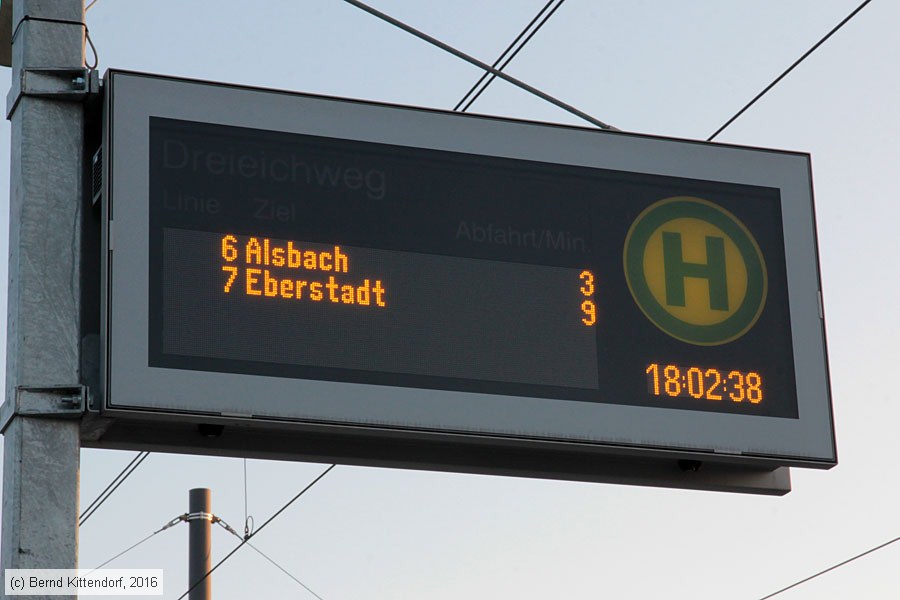 Dreieichweg
Linie Ziel Abfahrt/Min.
6 Alsbach 3
7 Eberstadt 9
H
18:02:38
(c) Bernd Kittendorf, 2016